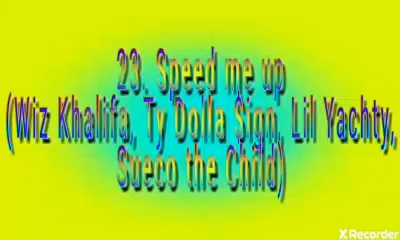 23. Speed me up
(Wiz Khalifa, Ty Dolla Sign, Lil Yachty,
Sueco the Child)
XRecorder